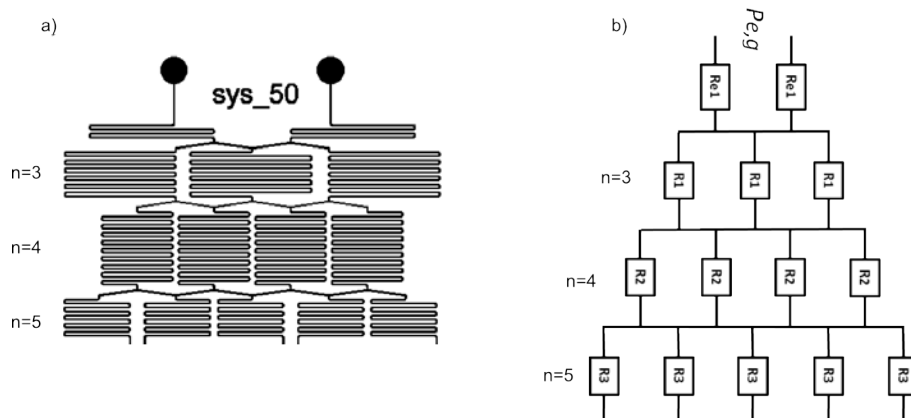 a)
sys_50
n=3
n=4
n=5
b)
Pe,g
Re1 Re1
n=3
R1 R1 R1
n=4
R2 R2 R2 R2
n=5
R3 R3 R3 R3 R3